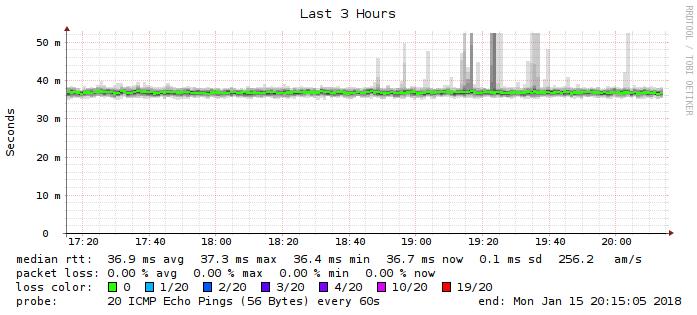 Last 3 Hours
RRDTOOL / TOBI OETIKER
Seconds
50 m
40 m
30 m
20 m
10 m
0
17:20 17:40 18:00 18:20 18:40 19:00 19:20 19:40 20:00
median rtt: 36.9 ms avg 37.3 ms max 36.4 ms min 36.7 ms now 0.1 ms sd 256.2 am/s
packet loss: 0.00 % avg 0.00 % max 0.00 % min 0.00 % now
loss color: 0 1/20 2/20 3/20 4/20 10/20 19/20
probe: 20 ICMP Echo Pings (56 Bytes) every 60s end: Mon Jan 15 20:15:05 2018